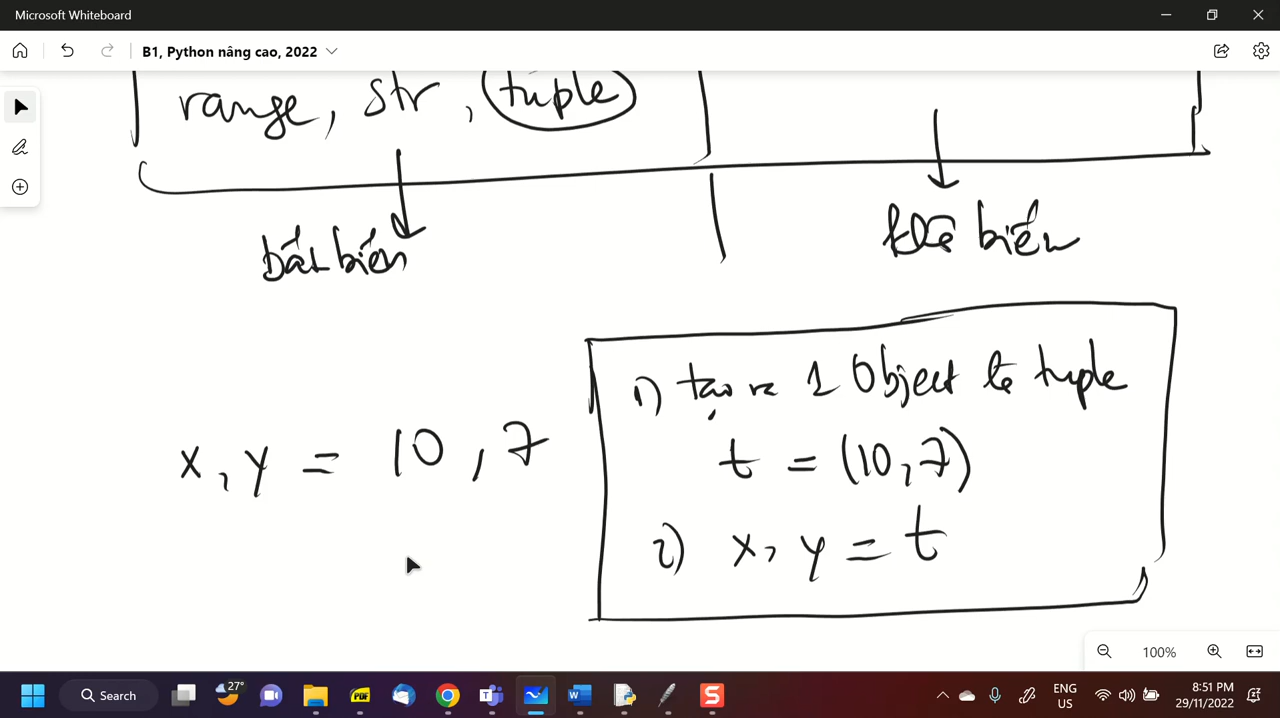 Microsoft Whiteboard
B1, Python nâng cao, 2022
range, str, tuple
bất biến
khả biến
x, y = 10, 7
1) tạo ra 1 Object là tuple
t = (10, 7)
2) x, y = t
100%
27°
Search
ENG
US
8:51 PM
29/11/2022